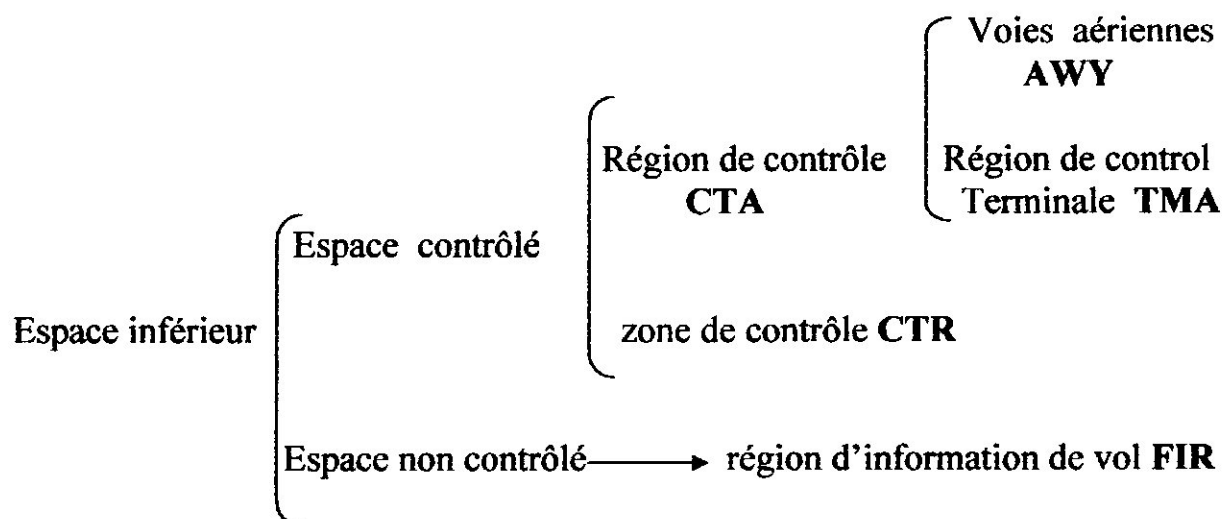 Voies aériennes
AWY
Région de contrôle
CTA
Région de control
Terminale TMA
Espace contrôlé
Espace inférieur
zone de contrôle CTR
Espace non contrôlé
région d'information de vol FIR